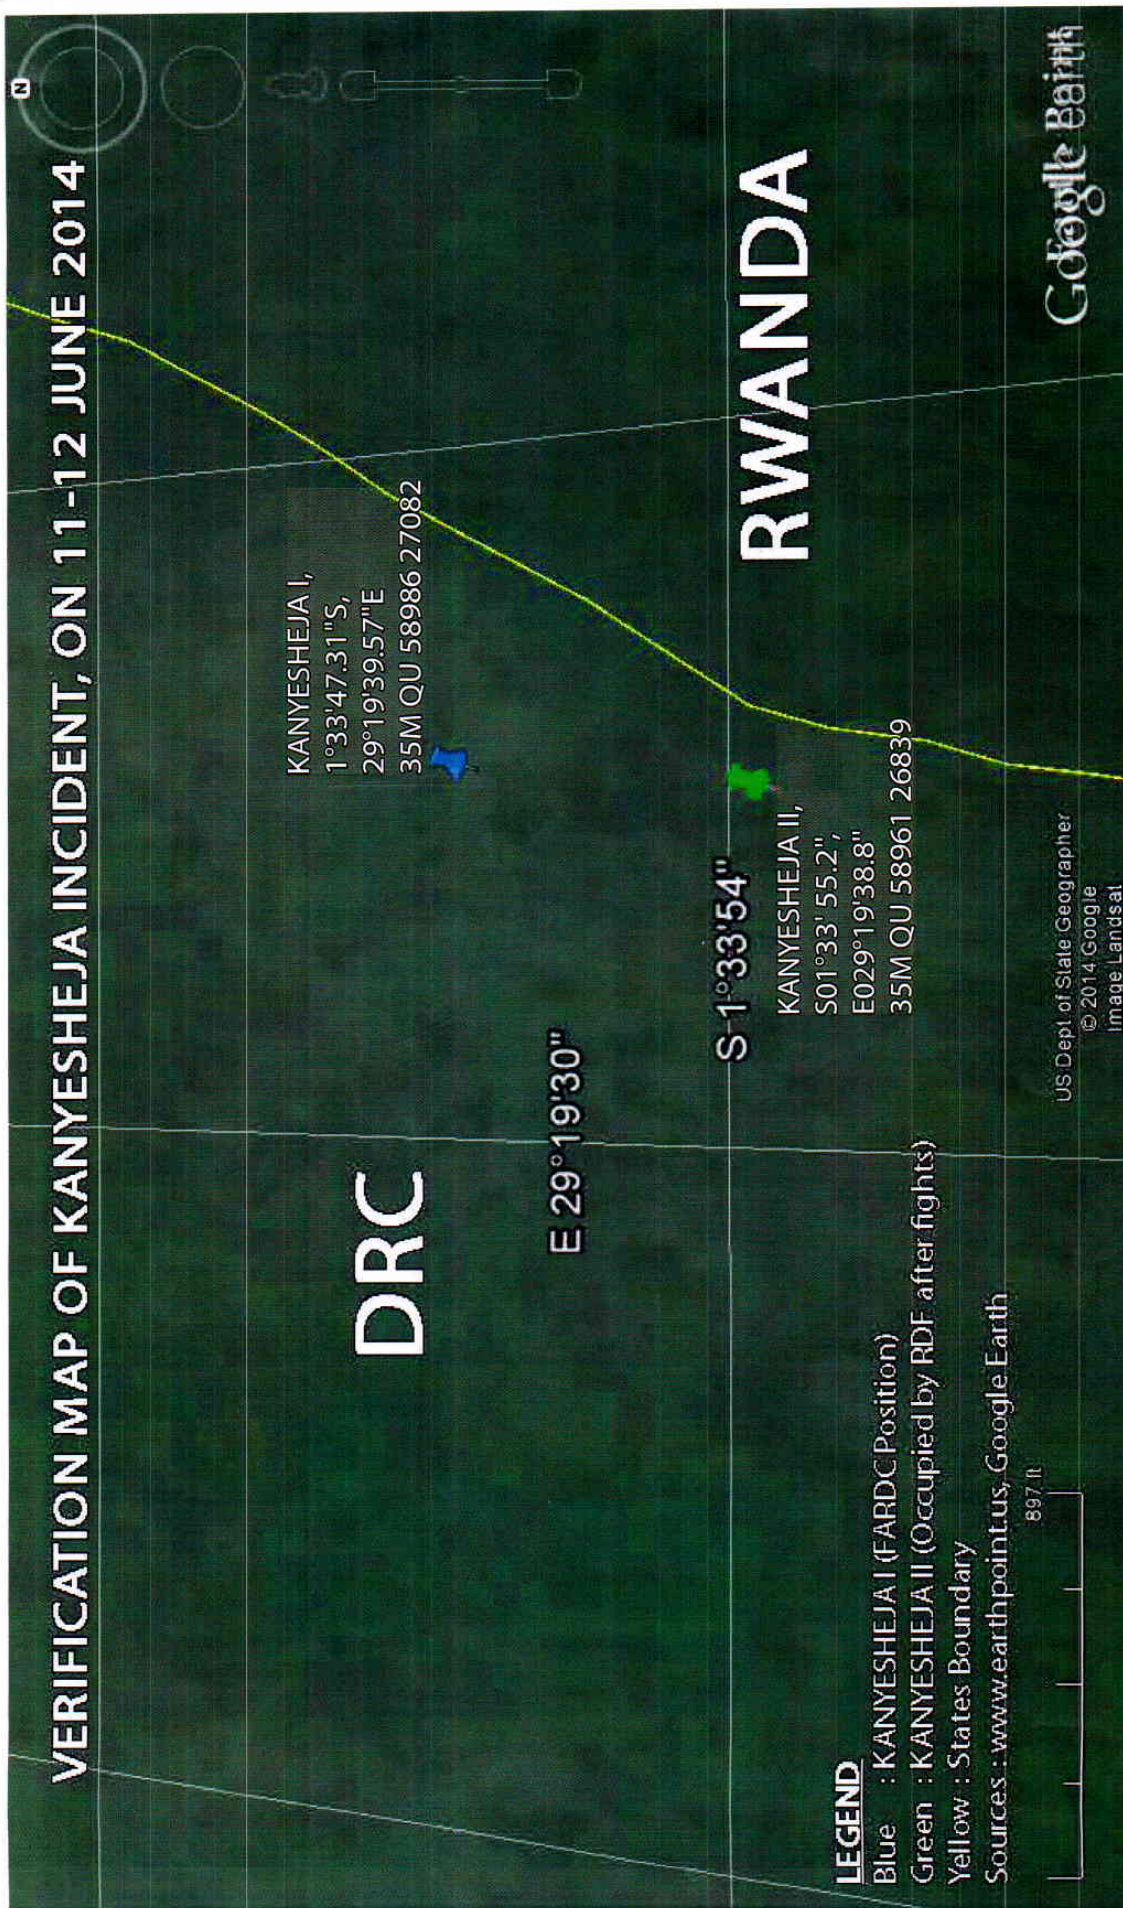 VERIFICATION MAP OF KANYESHEJA INCIDENT, ON 11-12 JUNE 2014
N
KANYESHEJA I,
1°33'47.31"S,
29°19'39.57"E
35M QU 58986 27082
DRC
E 29°19'30"
S 1°33'54"
RWANDA
KANYESHEJA II,
S01°33' 55.2",
E029°19'38.8"
35M QU 58961 26839
LEGEND
Blue : KANYESHEJA I (FARDC Position)
Green : KANYESHEJA II (Occupied by RDF after fights)
Yellow : States Boundary
Sources : www.earthpoint.us, Google Earth
897 ft
US Dept of State Geographer
© 2014 Google
Image Landsat
Google earth